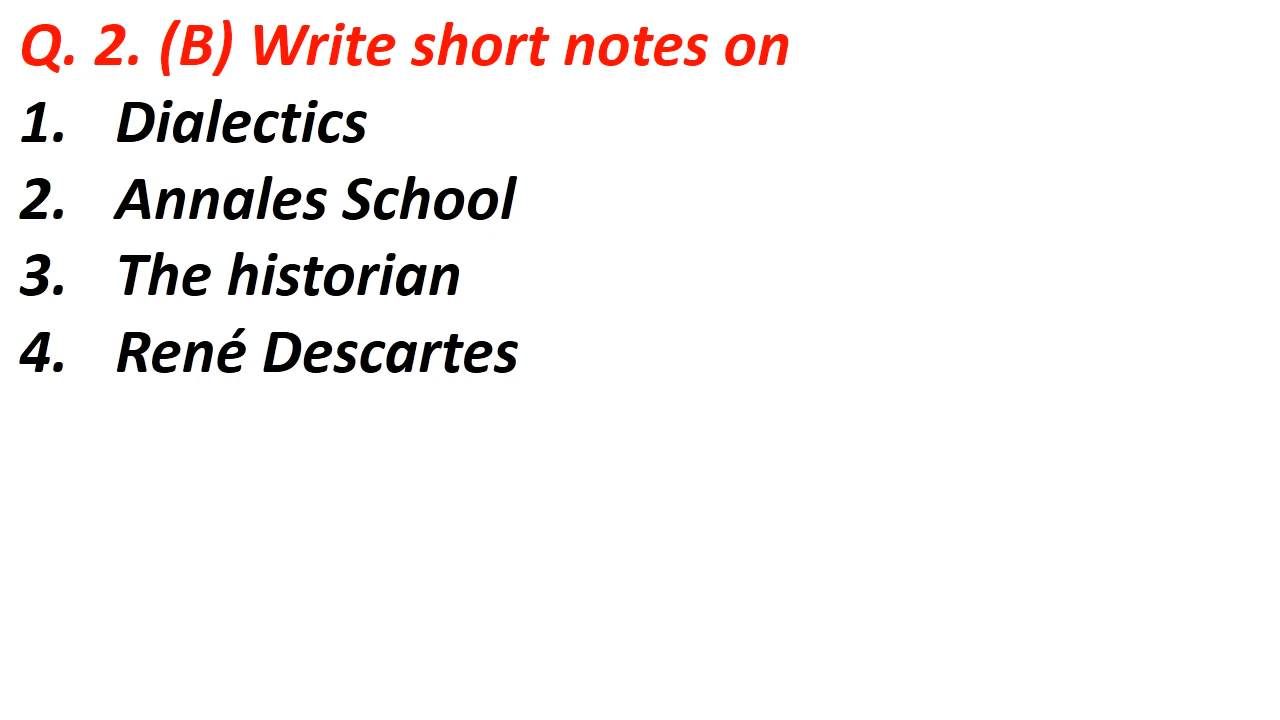 Q. 2. (B) Write short notes on
1. Dialectics
2. Annales School
3. The historian
4. René Descartes